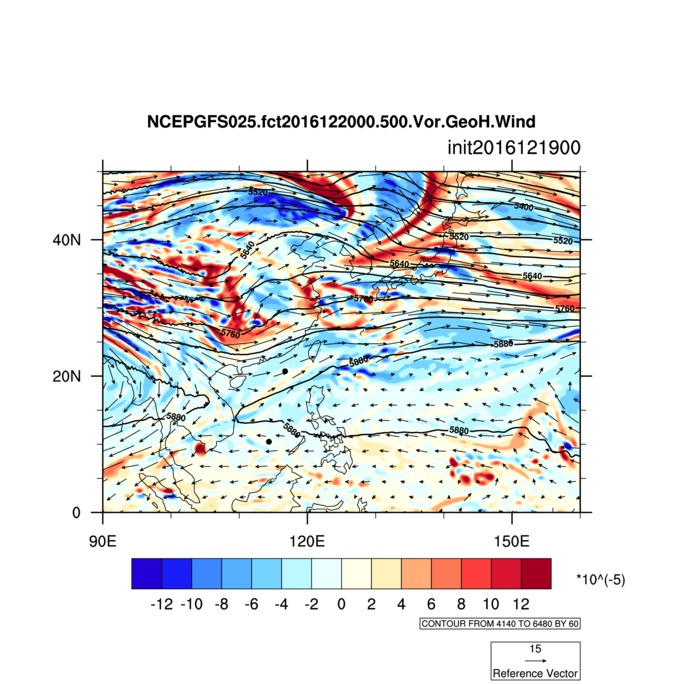 NCEPGFS025.fct2016122000.500.Vor.GeoH.Wind
init2016121900
5520
5400
40N
5640
5520
5520
5640
5640
5760
5760
5760
5880
20N
5880
5880
5880
5880
0
90E 120E 150E
-12 -10 -8 -6 -4 -2 0 2 4 6 8 10 12
*10^(-5)
CONTOUR FROM 4140 TO 6480 BY 60
15
Reference Vector